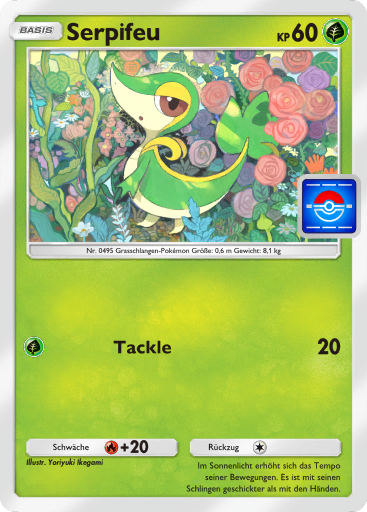 BASIS Serpifeu KP 60
Nr. 0495 Grasschlangen-Pokémon Größe: 0,6 m Gewicht: 8,1 kg
Tackle 20
Schwäche +20 Rückzug
Illustr. Yoriyuki Ikegami
Im Sonnenlicht erhöht sich das Tempo
seiner Bewegungen. Es ist mit seinen
Schlingen geschickter als mit den Händen.